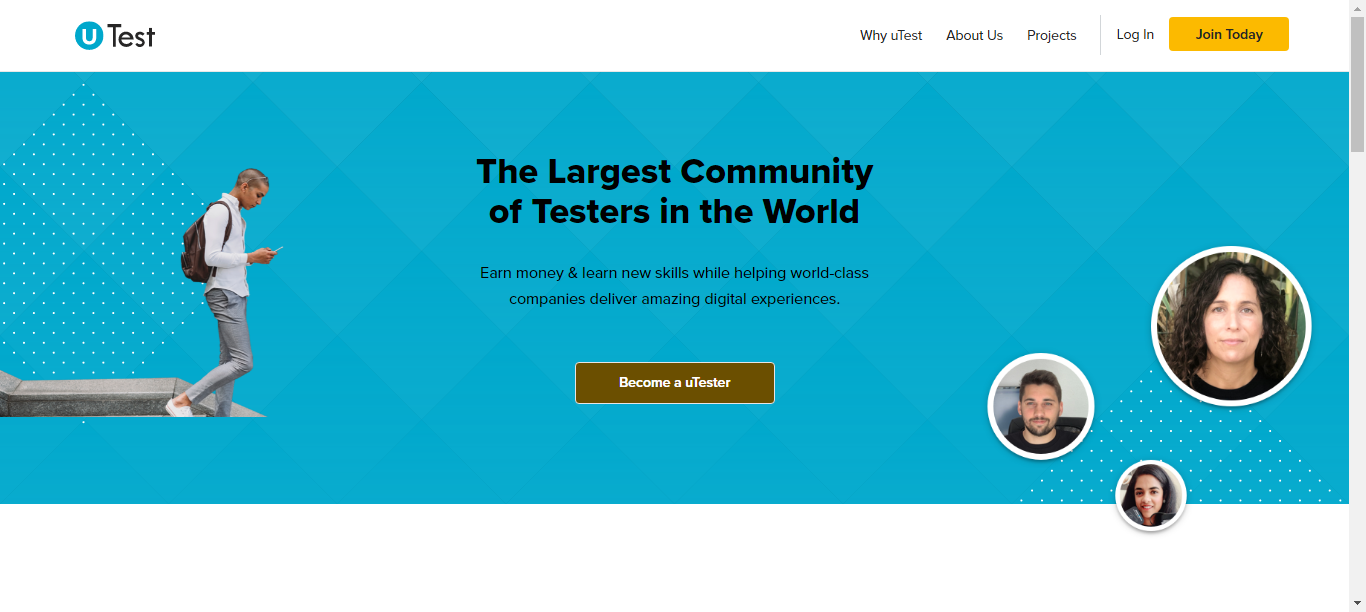 uTest
Why uTest
About Us
Projects
Log In
Join Today
The Largest Community
of Testers in the World
Earn money & learn new skills while helping world-class
companies deliver amazing digital experiences.
Become a uTester